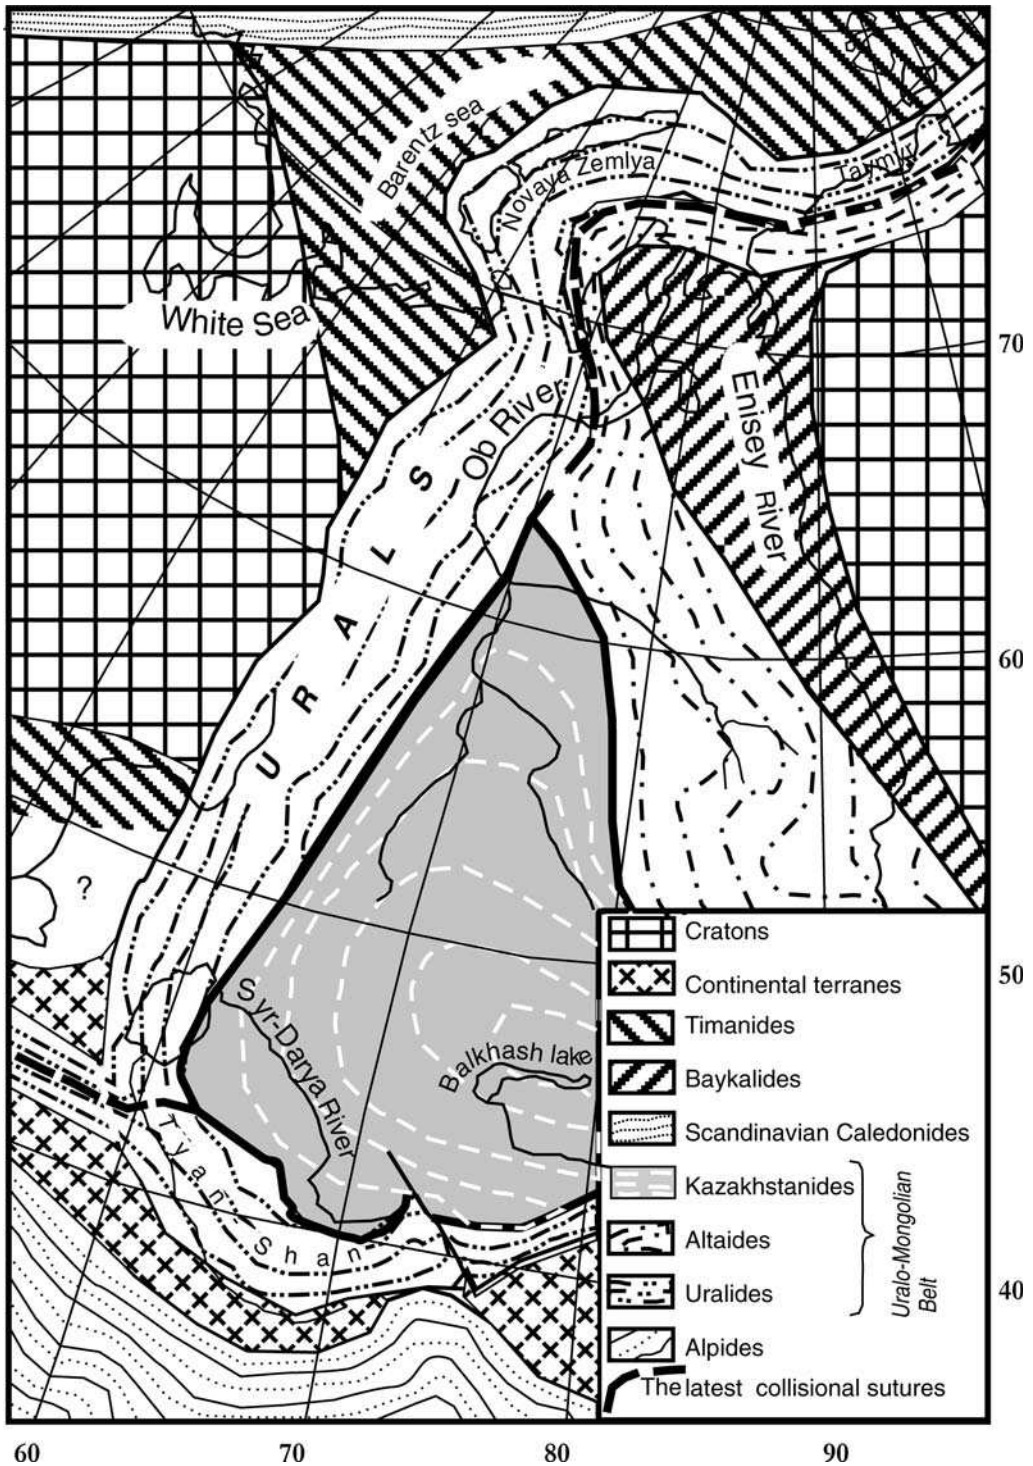 Barentz sea
Novaya Zemlya
Taymyr
White Sea
70
Ob River
Enisey River
URALS
60
?
Cratons
50
Continental terranes
Syr-Darya River
Timanides
Balkhash lake
Baykalides
Tyan Shan
Scandinavian Caledonides
Kazakhstanides
Altaides
Uralo-Mongolian
Belt
40
Uralides
Alpides
The latest collisional sutures
60 70 80 90